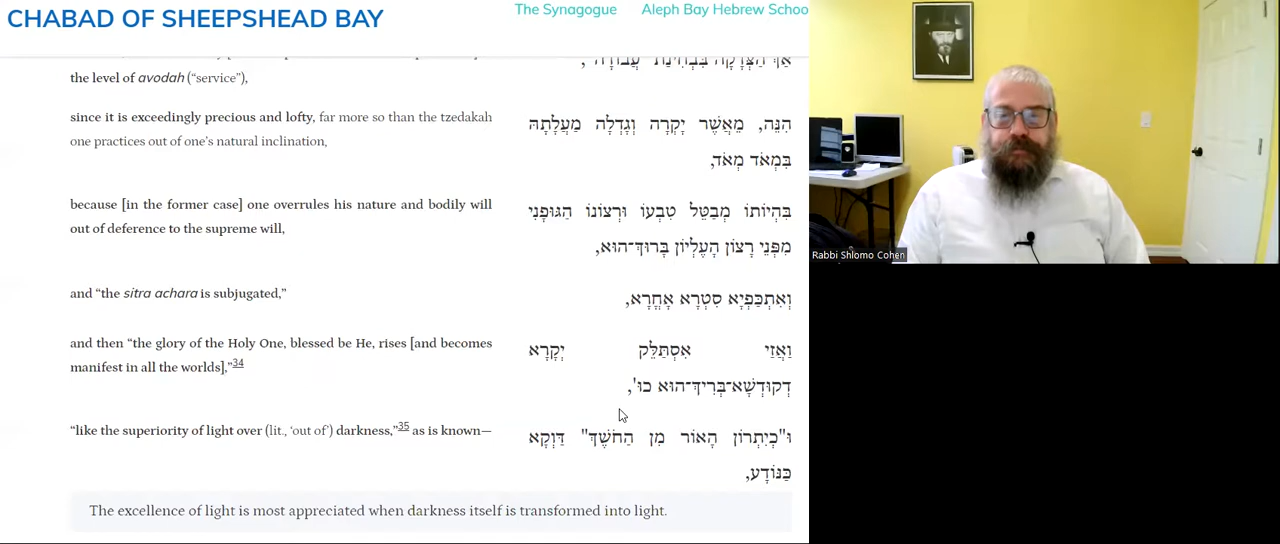 CHABAD OF SHEEPSHEAD BAY
The Synagogue Aleph Bay Hebrew Schoo
אַךְ הַצְּדָקָה בִּבְחִינַת "עֲבוֹדָה",
the level of avodah (“service”),
since it is exceedingly precious and lofty, far more so than the tzedakah
one practices out of one’s natural inclination,
הִנֵּה, מֵאֲשֶׁר יָקְרָה וְגָדְלָה מַעֲלָתָהּ
בִּמְאֹד מְאֹד,
because [in the former case] one overrules his nature and bodily will
out of deference to the supreme will,
בִּהְיוֹתוֹ מְבַטֵּל טִבְעוֹ וּרְצוֹנוֹ הַגּוּפָנִי
מִפְּנֵי רָצוֹן הָעֶלְיוֹן בָּרוּךְ־הוּא,
and “the sitra achara is subjugated,”
וְאִתְכַּפְיָא סִטְרָא אָחֳרָא,
and then “the glory of the Holy One, blessed be He, rises [and becomes
manifest in all the worlds],”34
וַאֲזַי אִסְתַּלֵּק יְקָרָא
דְקוּדְשָׁא־בְּרִיךְ־הוּא כוּ',
“like the superiority of light over (lit., ‘out of’) darkness,”35 as is known—
וּ"כְיִתְרוֹן הָאוֹר מִן הַחֹשֶׁךְ" דַּוְקָא
כַּנּוֹדָע,
The excellence of light is most appreciated when darkness itself is transformed into light.
Rabbi Shlomo Cohen